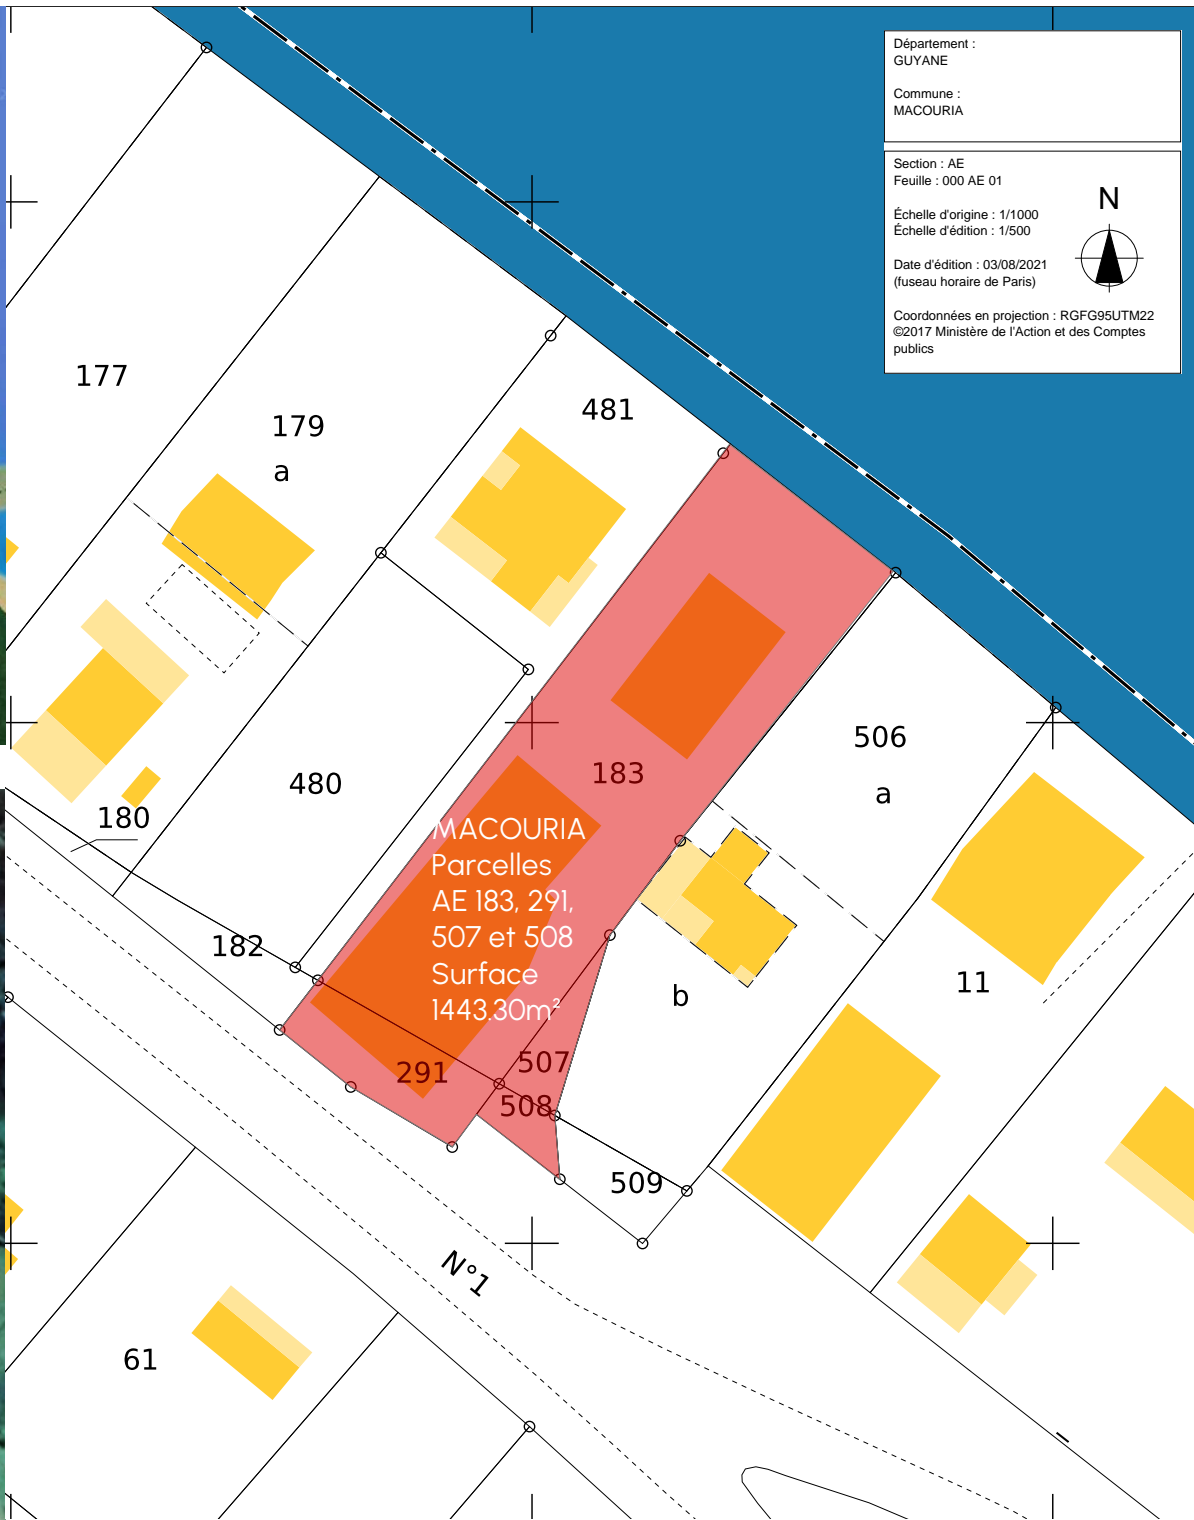 Département :
GUYANE
Commune :
MACOURIA
Section : AE
Feuille : 000 AE 01
N
Échelle d'origine : 1/1000
Échelle d'édition : 1/500
Date d'édition : 03/08/2021
(fuseau horaire de Paris)
Coordonnées en projection : RGFG95UTM22
©2017 Ministère de l'Action et des Comptes
publics
177
179
a
481
506
a
183
480
180
MACOURIA
Parcelles
AE 183, 291,
507 et 508
Surface
1443.30m²
182
b
11
507
291
508
509
N°1
61